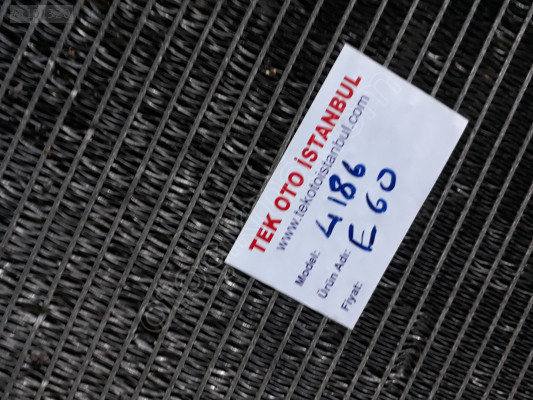 TEK OTO İSTANBUL
www.tekotoistanbul.com
Model: 4186
Ürün Adı: E60
Fiyat: